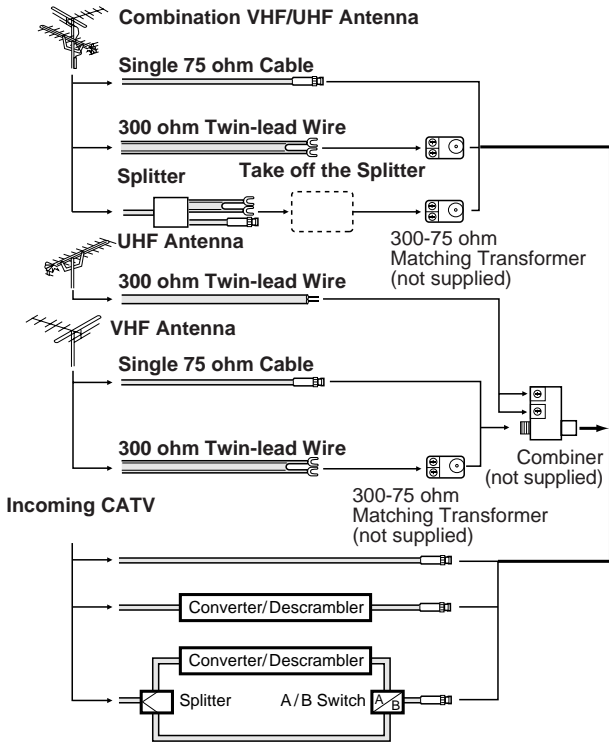 Combination VHF/UHF Antenna
Single 75 ohm Cable
300 ohm Twin-lead Wire
Splitter
Take off the Splitter
300-75 ohm
Matching Transformer
(not supplied)
UHF Antenna
300 ohm Twin-lead Wire
VHF Antenna
Single 75 ohm Cable
300 ohm Twin-lead Wire
Combiner
(not supplied)
300-75 ohm
Matching Transformer
(not supplied)
Incoming CATV
Converter/Descrambler
Converter/Descrambler
Splitter
A/B Switch
A
B